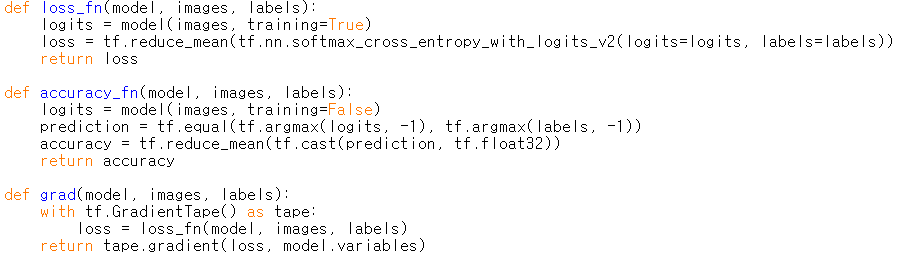 def loss_fn(model, images, labels):
    logits = model(images, training=True)
    loss = tf.reduce_mean(tf.nn.softmax_cross_entropy_with_logits_v2(logits=logits, labels=labels))
    return loss

def accuracy_fn(model, images, labels):
    logits = model(images, training=False)
    prediction = tf.equal(tf.argmax(logits, -1), tf.argmax(labels, -1))
    accuracy = tf.reduce_mean(tf.cast(prediction, tf.float32))
    return accuracy

def grad(model, images, labels):
    with tf.GradientTape() as tape:
        loss = loss_fn(model, images, labels)
    return tape.gradient(loss, model.variables)